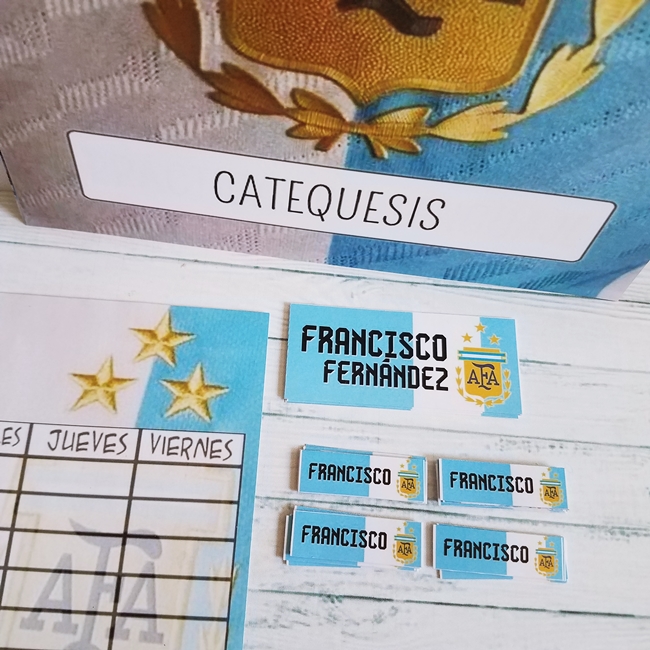 CATEQUESIS
FRANCISCO
FERNÁNDEZ
AFA
ES JUEVES VIERNES
FRANCISCO AFA
FRANCISCO AFA
FRANCISCO AFA
FRANCISCO AFA
AFA